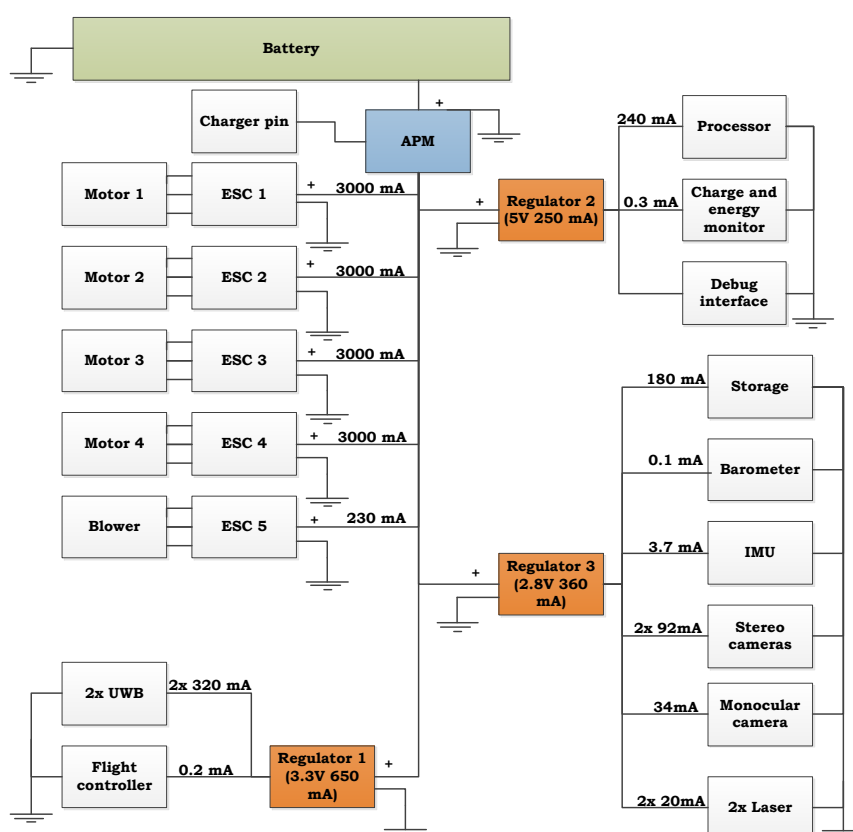 Battery
+
Charger pin
APM
240 mA
Processor
Motor 1
ESC 1
+
3000 mA
+
Regulator 2
(5V 250 mA)
0.3 mA
Charge and
energy
monitor
Motor 2
ESC 2
+
3000 mA
Debug
interface
Motor 3
ESC 3
+
3000 mA
180 mA
Storage
Motor 4
ESC 4
+
3000 mA
0.1 mA
Barometer
Blower
ESC 5
+
230 mA
+
Regulator 3
(2.8V 360
mA)
3.7 mA
IMU
2x 92mA
Stereo
cameras
2x UWB
2x 320 mA
34mA
Monocular
camera
Flight
controller
0.2 mA
Regulator 1
(3.3V 650
mA)
+
2x 20mA
2x Laser